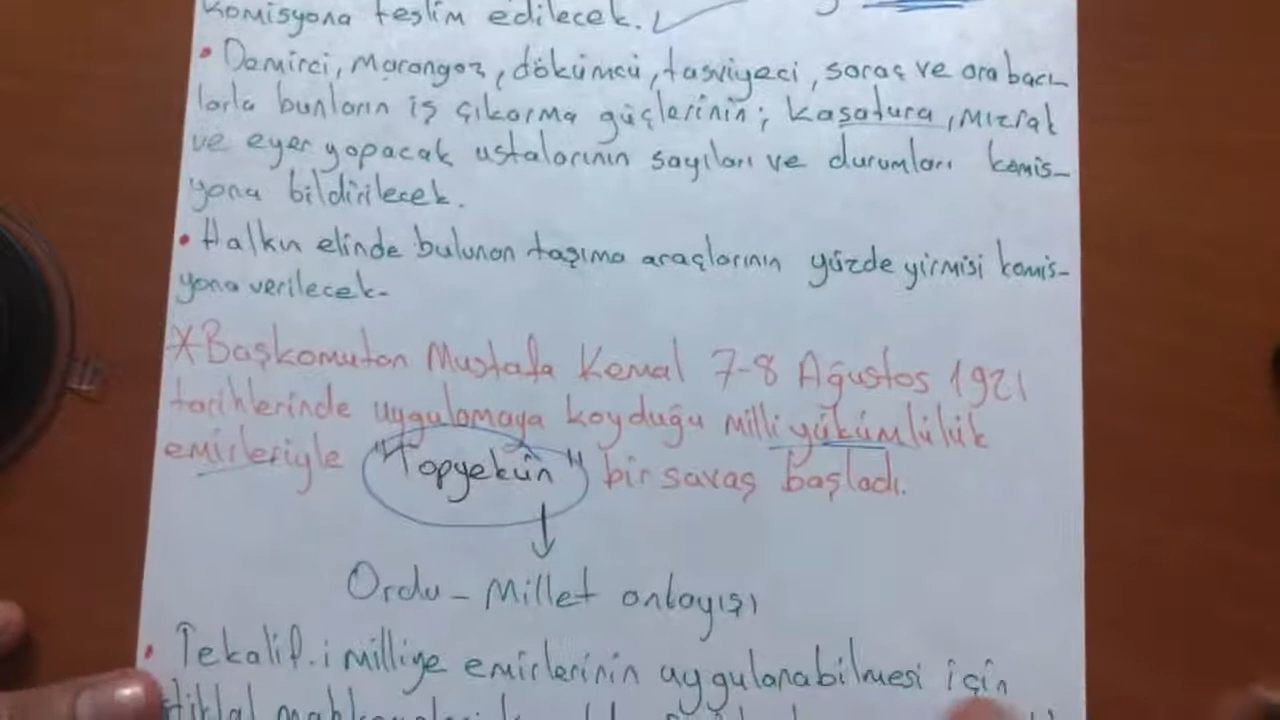 komisyona teslim edilecek.
• Demirci, marangoz, dökümcü, tasviyeci, saraç ve arabacı-
larla bunların iş çıkarma güçlerinin; kasatura, mızrak
ve eyer yapacak ustalarının sayıları ve durumları komis-
yona bildirilecek.
• Halkın elinde bulunan taşıma araçlarının yüzde yirmisi komis-
yona verilecek.
*Başkomutan Mustafa Kemal 7-8 Ağustos 1921
tarihlerinde uygulamaya koyduğu milli yükümlülük
emirleriyle "Topyekûn" bir savaş başladı.
Ordu - Millet anlayışı
• Tekalif-i milliye emirlerinin uygulanabilmesi için